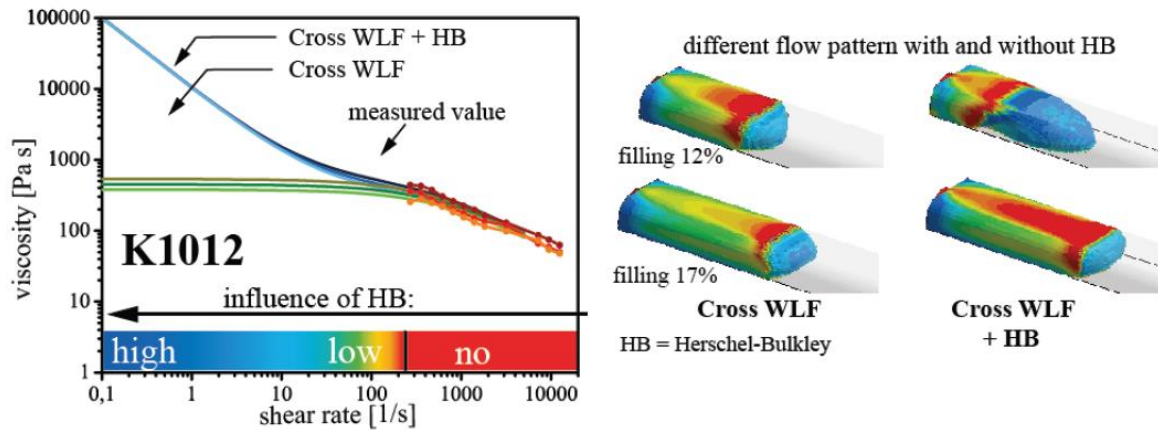 100000
10000
1000
100
10
1
viscosity [Pa s]
Cross WLF + HB
Cross WLF
measured value
K1012
influence of HB:
high
low
no
0,1
1
10
100
1000
10000
shear rate [1/s]
different flow pattern with and without HB
filling 12%
filling 17%
Cross WLF
Cross WLF
+ HB
HB = Herschel-Bulkley